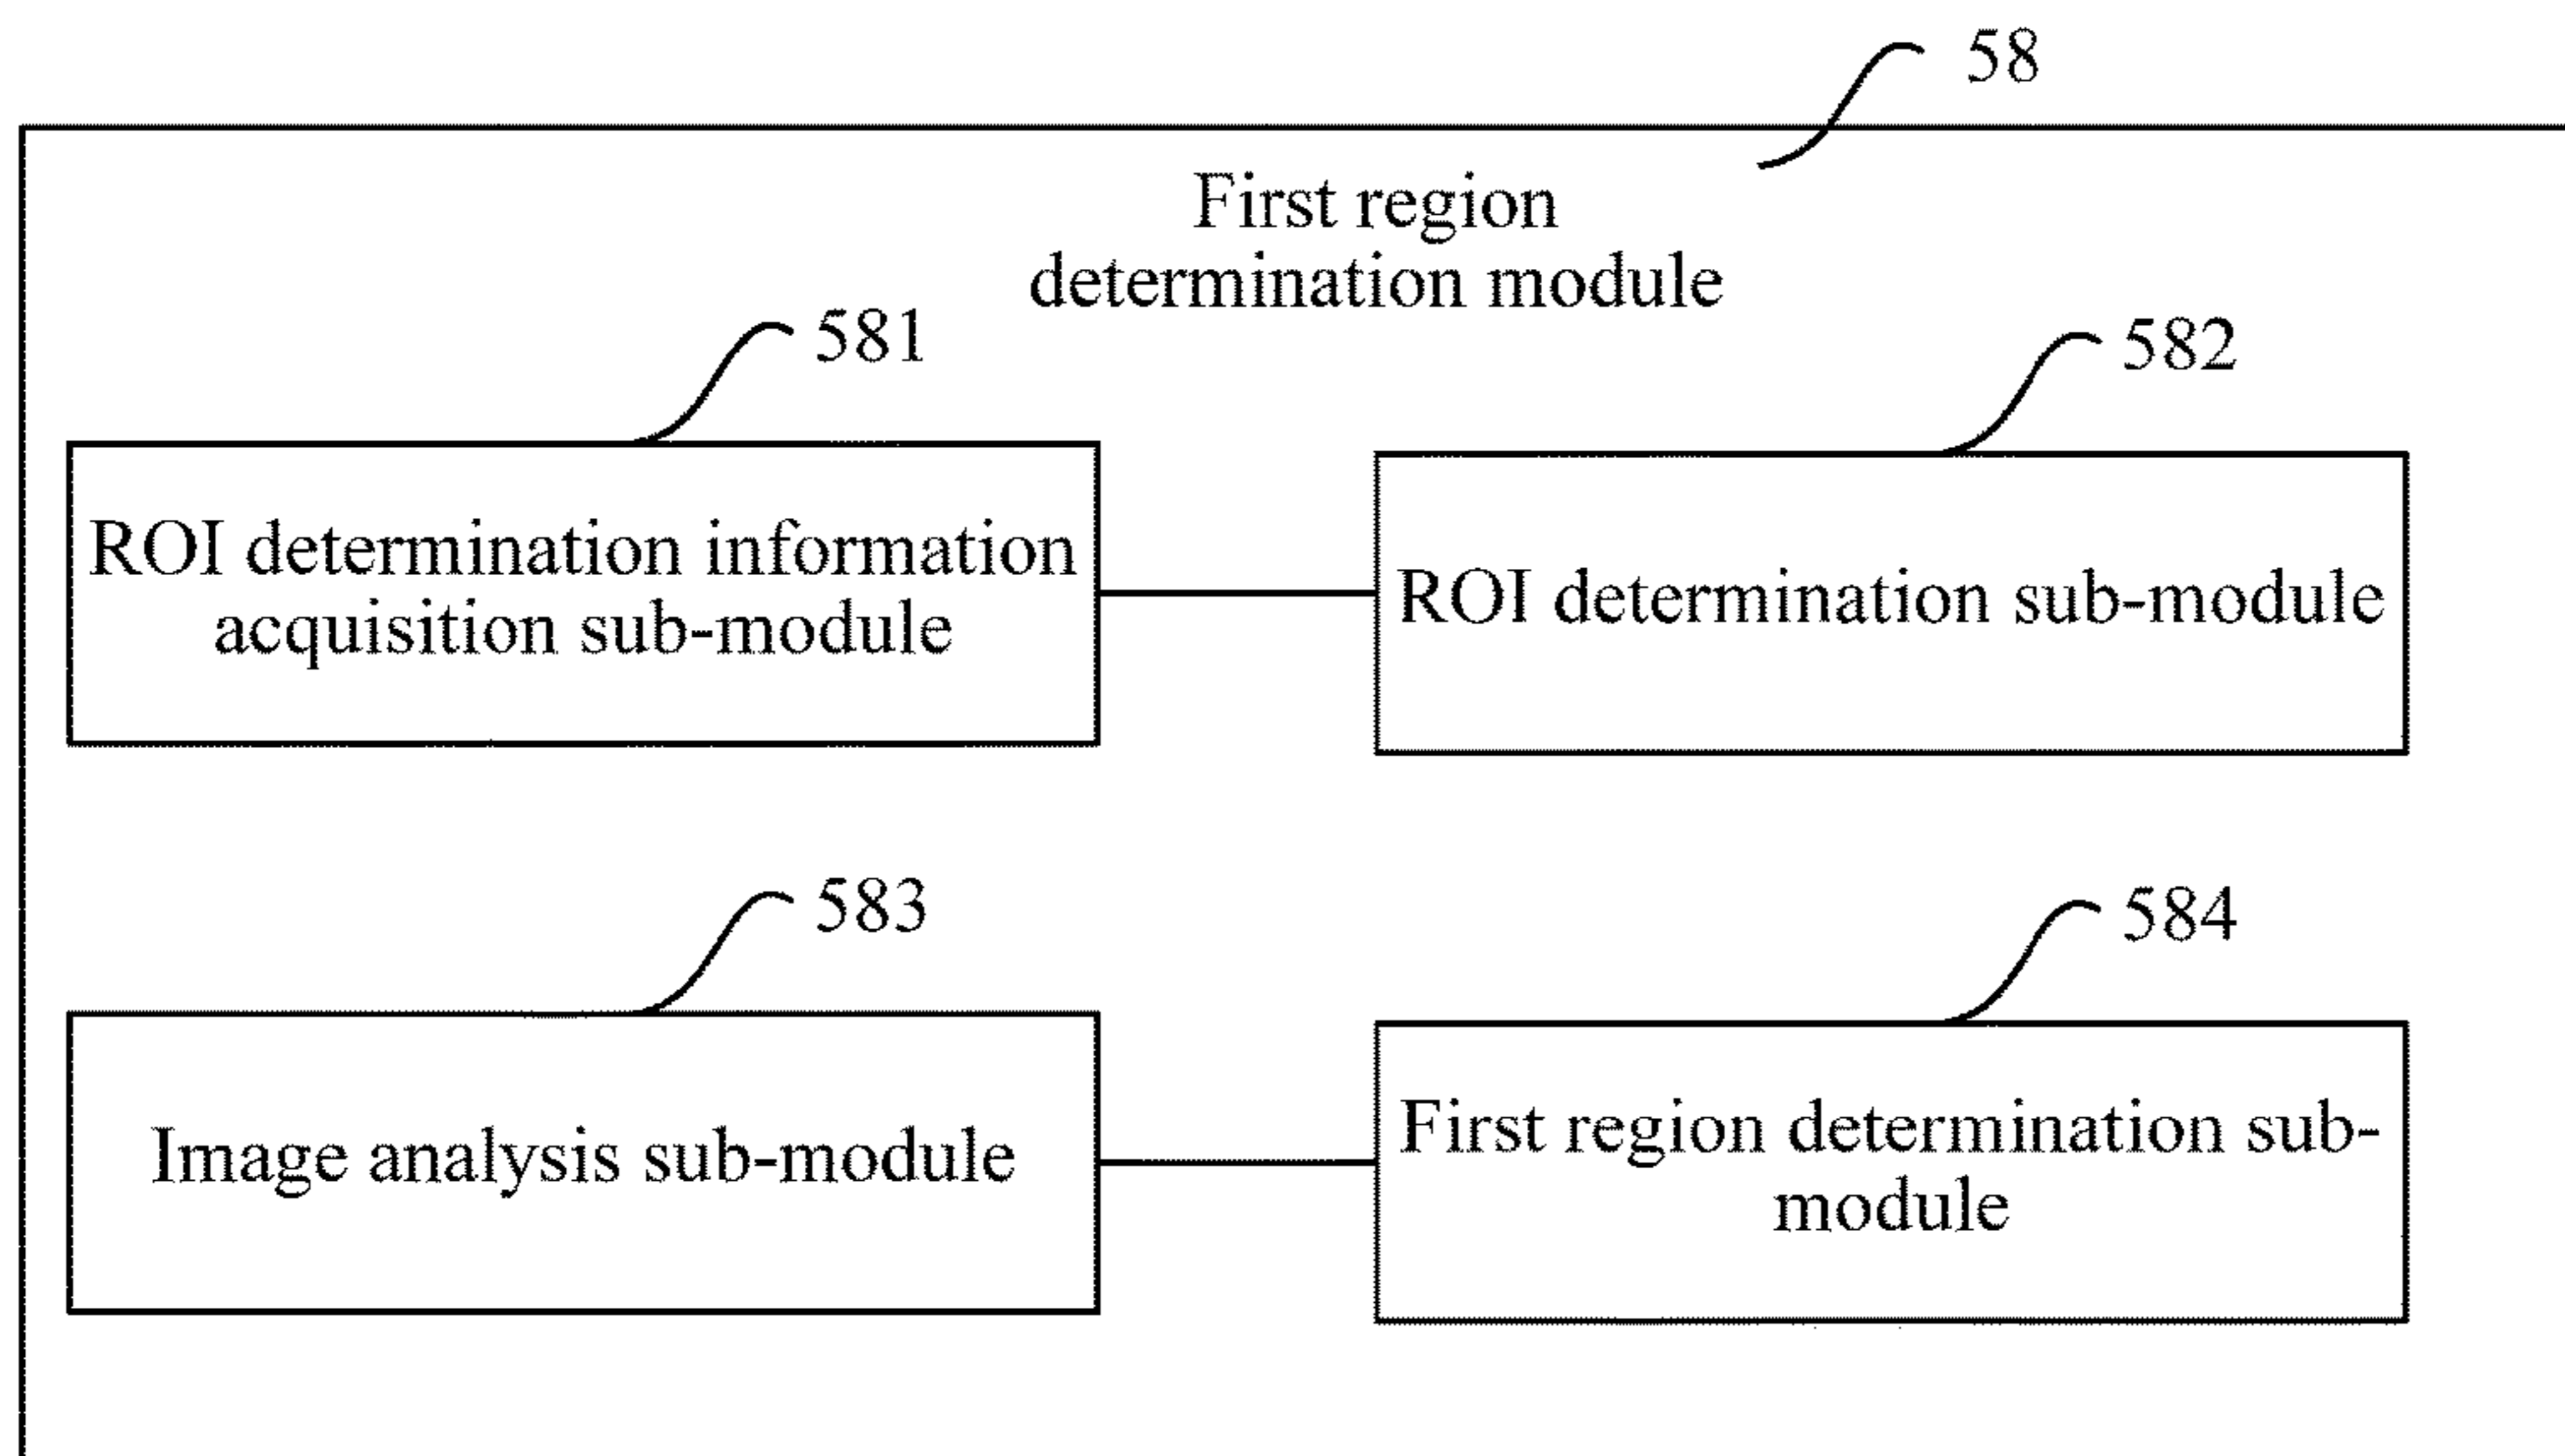 58
First region
determination module
581
582
ROI determination information
acquisition sub-module
ROI determination sub-module
583
584
Image analysis sub-module
First region determination sub-
module